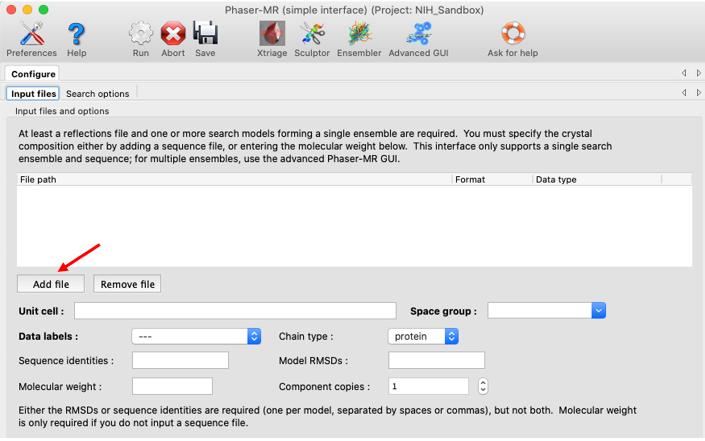 Phaser-MR (simple interface) (Project: NIH_Sandbox)
Preferences Help Run Abort Save Xtriage Sculptor Ensembler Advanced GUI Ask for help
Configure
Input files Search options
Input files and options
At least a reflections file and one or more search models forming a single ensemble are required. You must specify the crystal
composition either by adding a sequence file, or entering the molecular weight below. This interface only supports a single search
ensemble and sequence; for multiple ensembles, use the advanced Phaser-MR GUI.
File path Format Data type
Add file Remove file
Unit cell : Space group :
Data labels : --- Chain type : protein
Sequence identities : Model RMSDs :
Molecular weight : Component copies : 1
Either the RMSDs or sequence identities are required (one per model, separated by spaces or commas), but not both. Molecular weight
is only required if you do not input a sequence file.